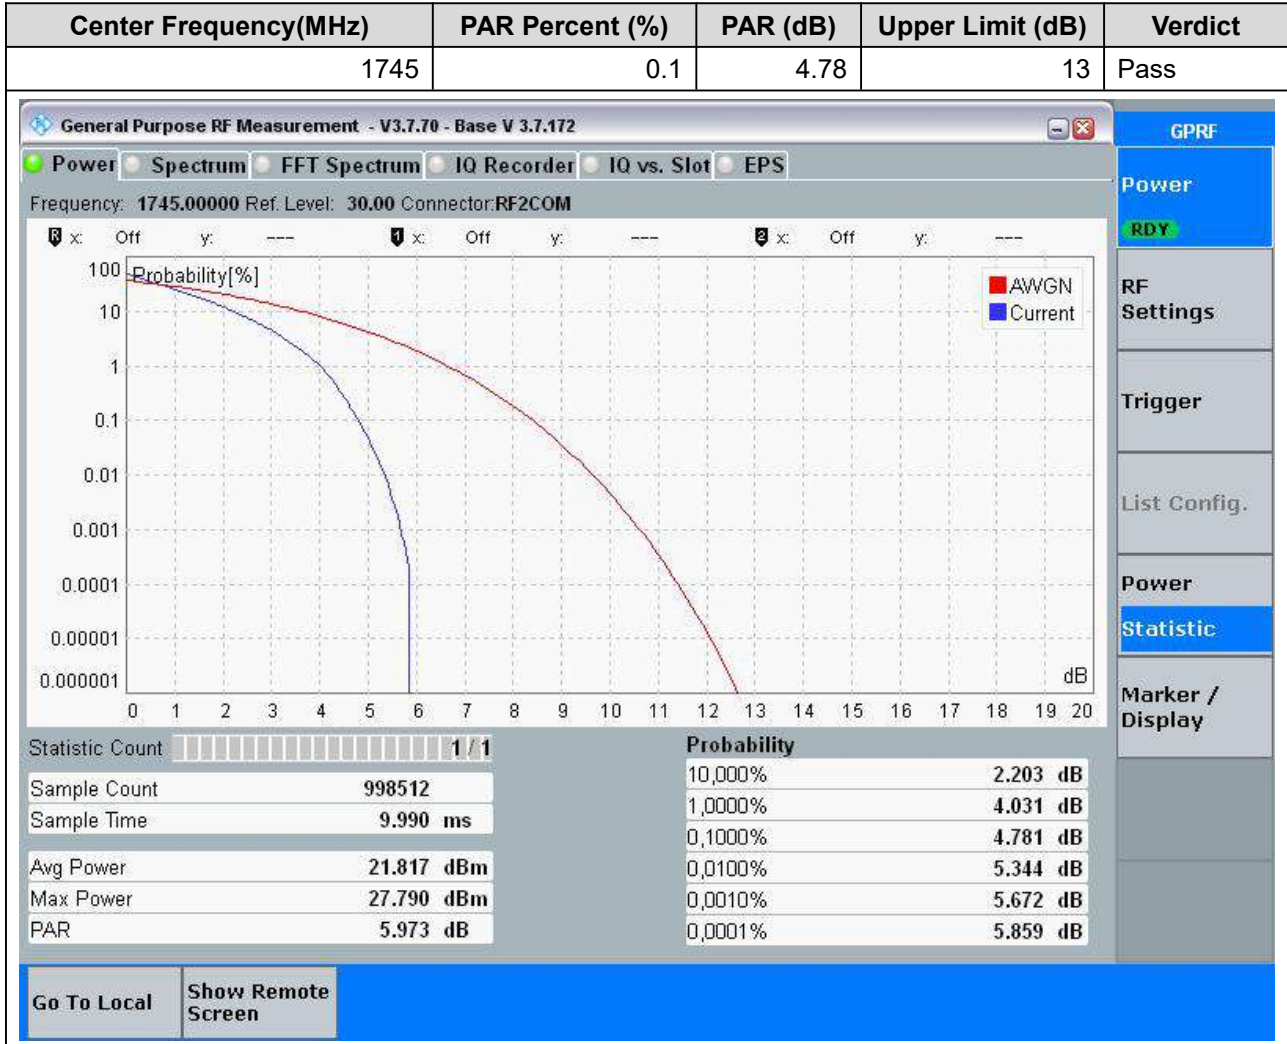 Center Frequency(MHz) PAR Percent (%) PAR (dB) Upper Limit (dB) Verdict
1745 0.1 4.78 13 Pass
General Purpose RF Measurement - V3.7.70 - Base V 3.7.172
GPRF
Power Spectrum FFT Spectrum IQ Recorder IQ vs. Slot EPS
Frequency: 1745.00000 Ref. Level: 30.00 Connector:RF2COM
R x: Off y: --- 1 x: Off y: --- 2 x: Off y: ---
Probability[%]
100
10
1
0.1
0.01
0.001
0.0001
0.00001
0.000001
AWGN
Current
dB
0 1 2 3 4 5 6 7 8 9 10 11 12 13 14 15 16 17 18 19 20
Statistic Count 1 / 1
Sample Count 998512
Sample Time 9.990 ms
Avg Power 21.817 dBm
Max Power 27.790 dBm
PAR 5.973 dB
Probability
10,000% 2.203 dB
1,0000% 4.031 dB
0,1000% 4.781 dB
0,0100% 5.344 dB
0,0010% 5.672 dB
0,0001% 5.859 dB
Power
RDY
RF
Settings
Trigger
List Config.
Power
Statistic
Marker /
Display
Go To Local
Show Remote
Screen